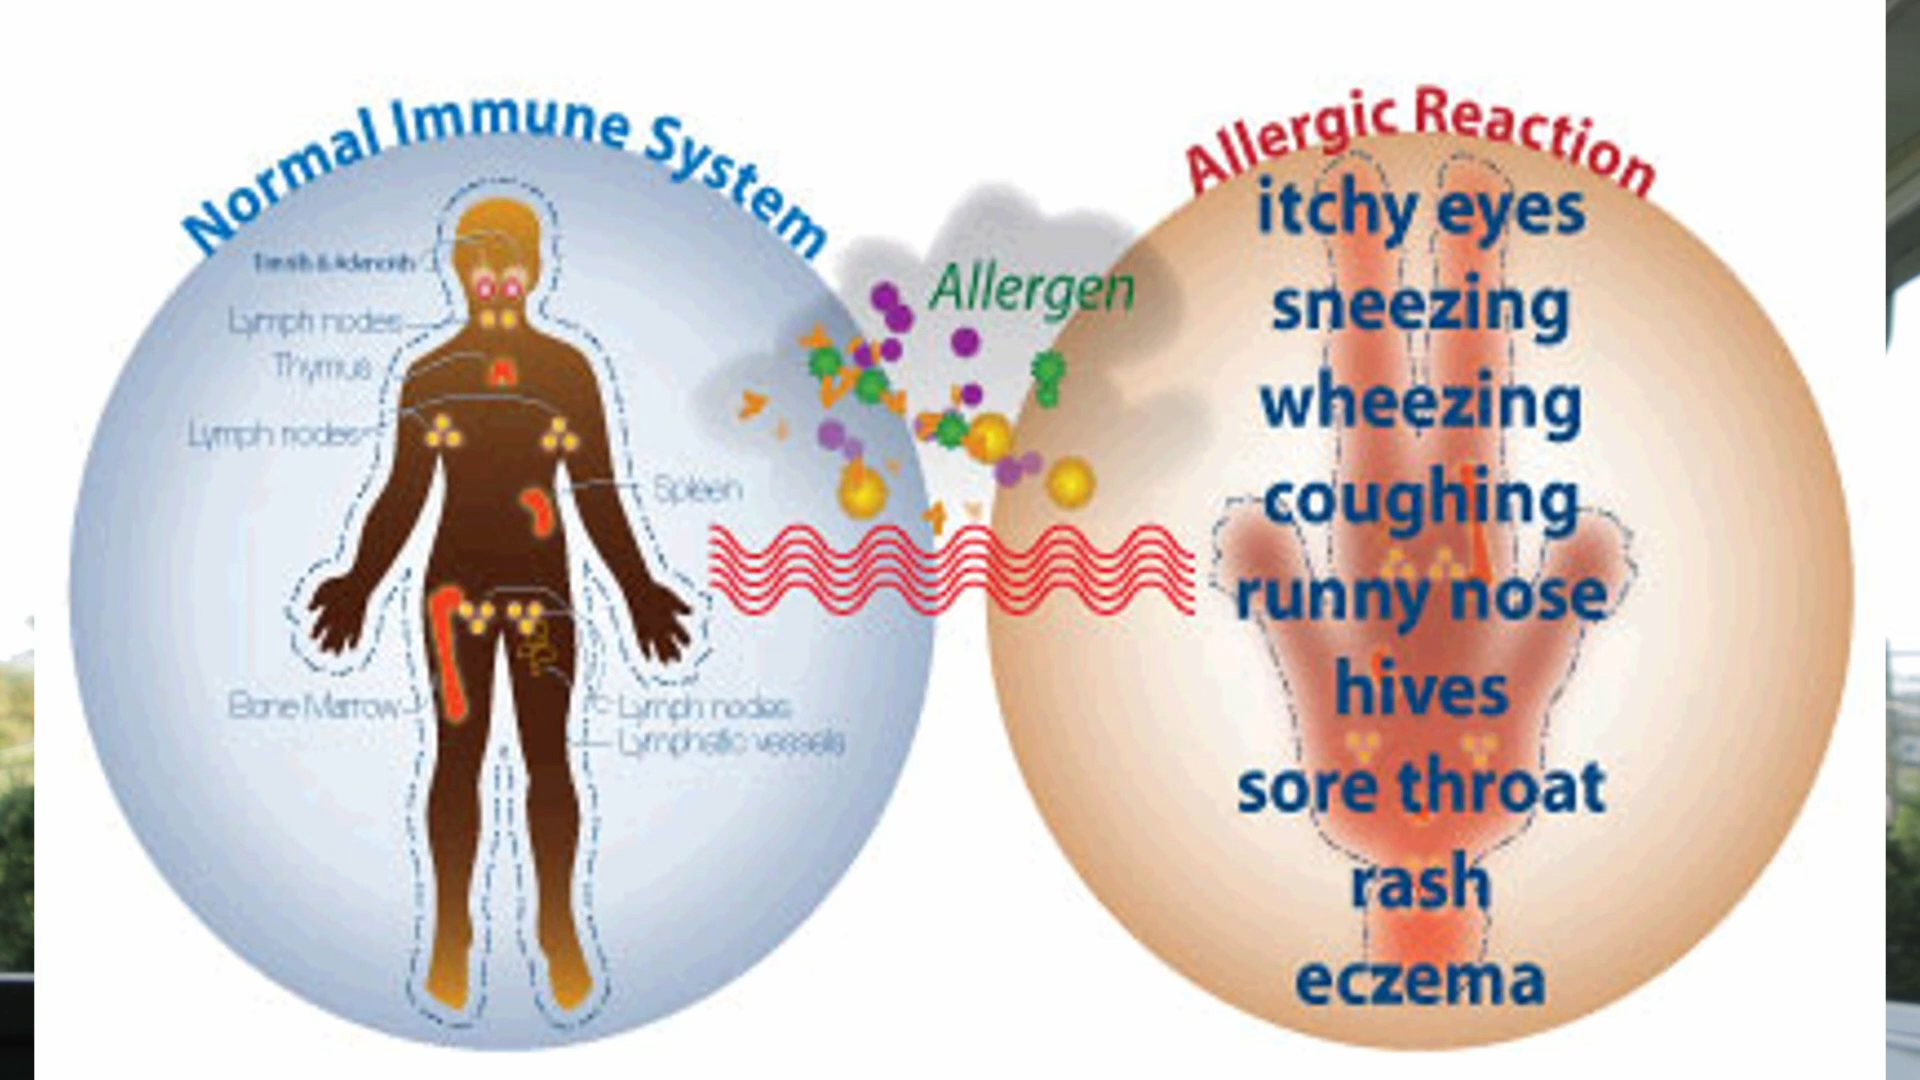 Normal Immune System
Tonsils & Adenoids
Lymph nodes
Thymus
Lymph nodes
Spleen
Bone Marrow
Lymph nodes
Lymphatic vessels
Allergen
Allergic Reaction
itchy eyes
sneezing
wheezing
coughing
runny nose
hives
sore throat
rash
eczema